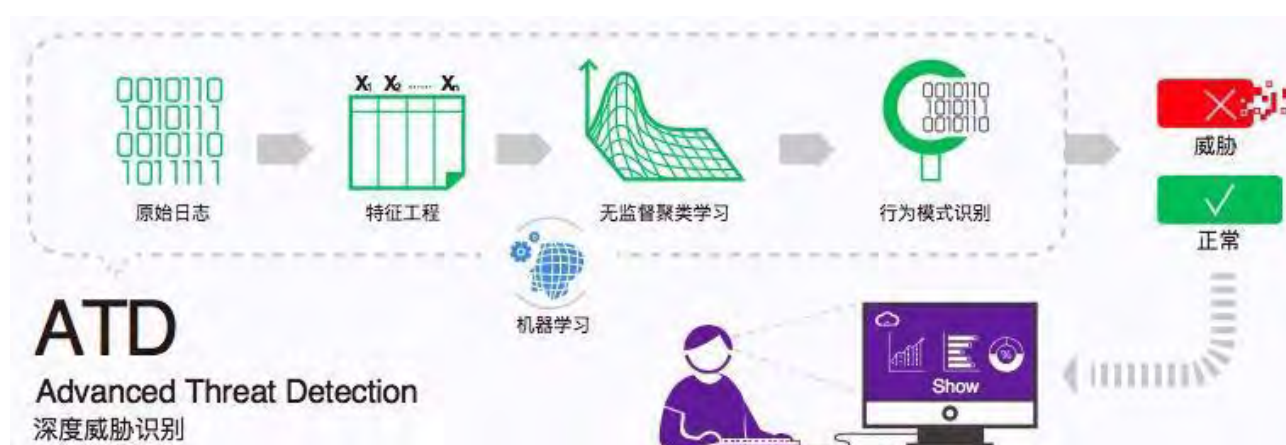 0010110
1010111
0010110
1011111
原始日志
X₁ X₂ ...... Xₙ
特征工程
无监督聚类学习
0010110
1010111
0010110
行为模式识别
威胁
正常
机器学习
ATD
Advanced Threat Detection
深度威胁识别
%
Show